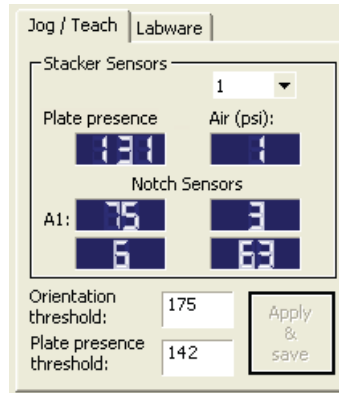 Jog / Teach Labware
Stacker Sensors
1
Plate presence Air (psi):
131 1
Notch Sensors
A1: 75 3
6 63
Orientation threshold: 175
Plate presence threshold: 142
Apply & save